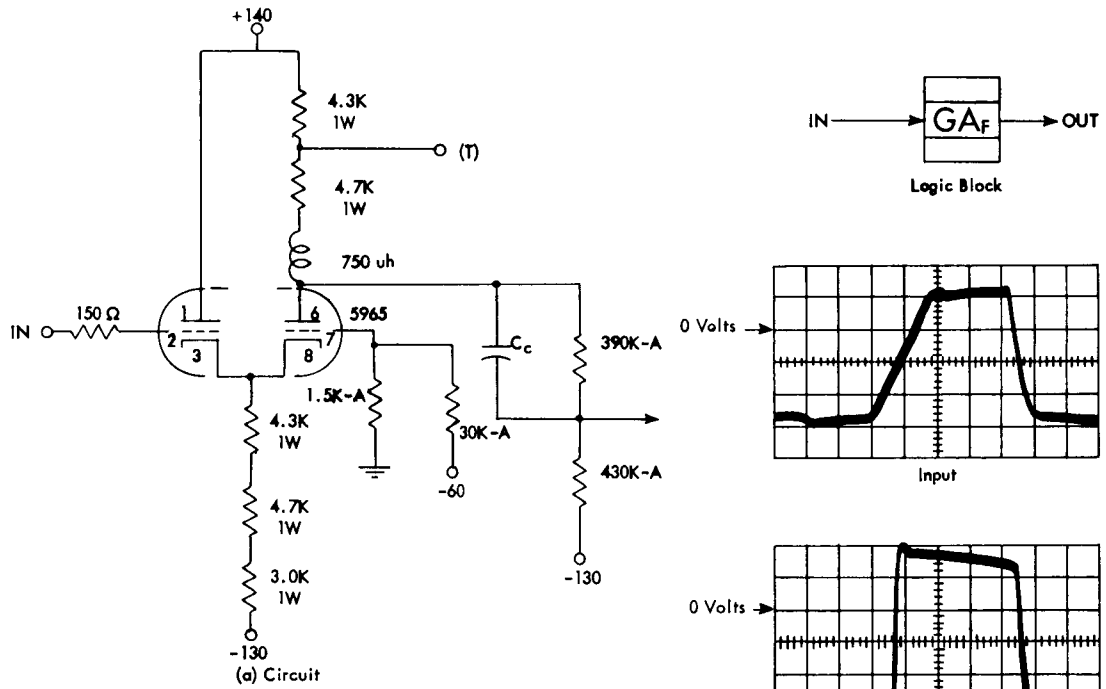 +140
4.3K
1W
(T)
4.7K
1W
750 uh
IN
150 Ω
1
2
3
6
7
8
5965
1.5K-A
30K-A
-60
Cc
390K-A
430K-A
-130
4.3K
1W
4.7K
1W
3.0K
1W
-130
(a) Circuit
IN
GAF
OUT
Logic Block
0 Volts
Input
0 Volts